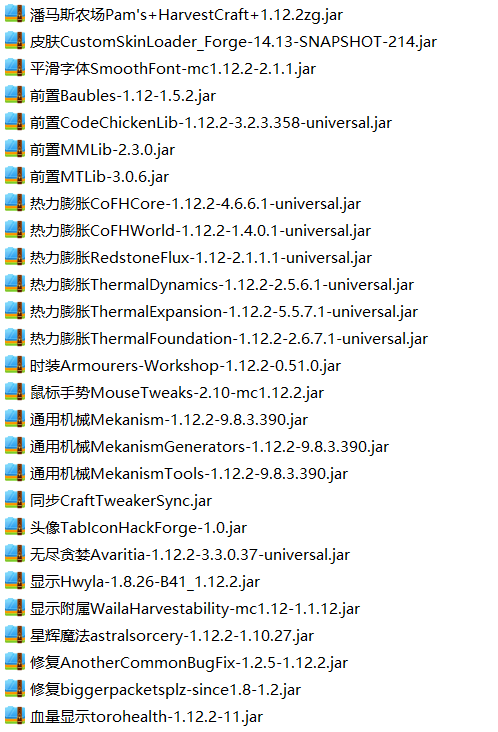 潘马斯农场Pam's+HarvestCraft+1.12.2zg.jar
皮肤CustomSkinLoader_Forge-14.13-SNAPSHOT-214.jar
平滑字体SmoothFont-mc1.12.2-2.1.1.jar
前置Baubles-1.12-1.5.2.jar
前置CodeChickenLib-1.12.2-3.2.3.358-universal.jar
前置MMLib-2.3.0.jar
前置MTLib-3.0.6.jar
热力膨胀CoFHCore-1.12.2-4.6.6.1-universal.jar
热力膨胀CoFHWorld-1.12.2-1.4.0.1-universal.jar
热力膨胀RedstoneFlux-1.12-2.1.1.1-universal.jar
热力膨胀ThermalDynamics-1.12.2-2.5.6.1-universal.jar
热力膨胀ThermalExpansion-1.12.2-5.5.7.1-universal.jar
热力膨胀ThermalFoundation-1.12.2-2.6.7.1-universal.jar
时装Armourers-Workshop-1.12.2-0.51.0.jar
鼠标手势MouseTweaks-2.10-mc1.12.2.jar
通用机械Mekanism-1.12.2-9.8.3.390.jar
通用机械MekanismGenerators-1.12.2-9.8.3.390.jar
通用机械MekanismTools-1.12.2-9.8.3.390.jar
同步CraftTweakerSync.jar
头像TabIconHackForge-1.0.jar
无尽贪婪Avaritia-1.12.2-3.3.0.37-universal.jar
显示Hwyla-1.8.26-B41_1.12.2.jar
显示附属WailaHarvestability-mc1.12-1.1.12.jar
星辉魔法astralsorcery-1.12.2-1.10.27.jar
修复AnotherCommonBugFix-1.2.5-1.12.2.jar
修复biggerpacketsplz-since1.8-1.2.jar
血量显示torohealth-1.12.2-11.jar